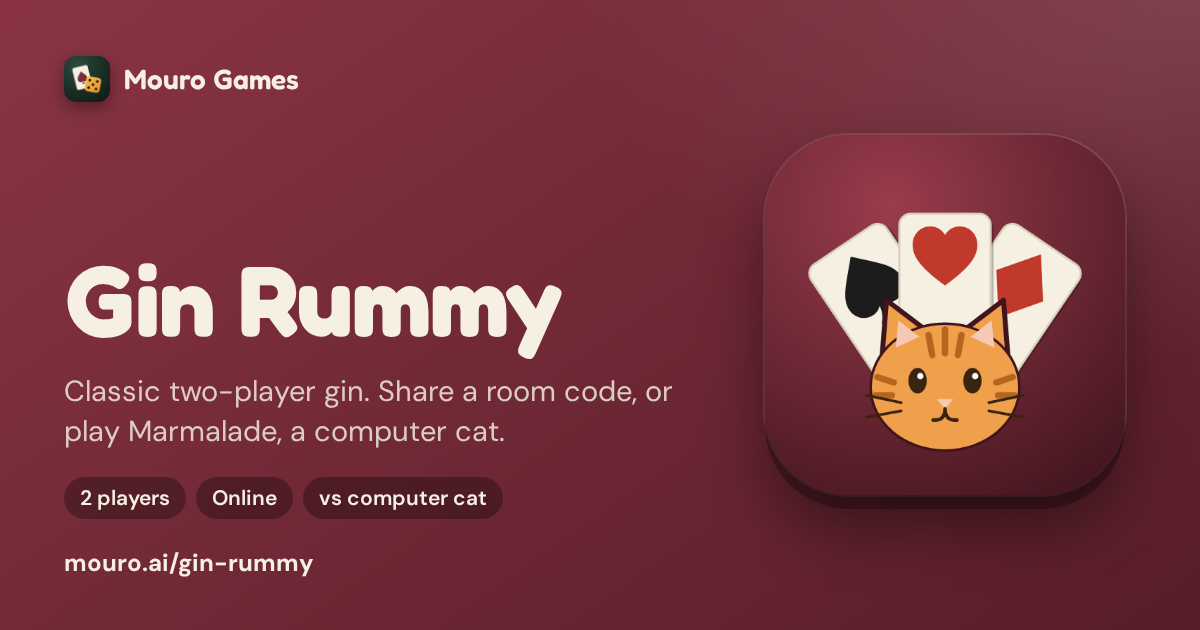 Mouro Games
Gin Rummy
Classic two-player gin. Share a room code, or
play Marmalade, a computer cat.
2 players
Online
vs computer cat
mouro.ai/gin-rummy